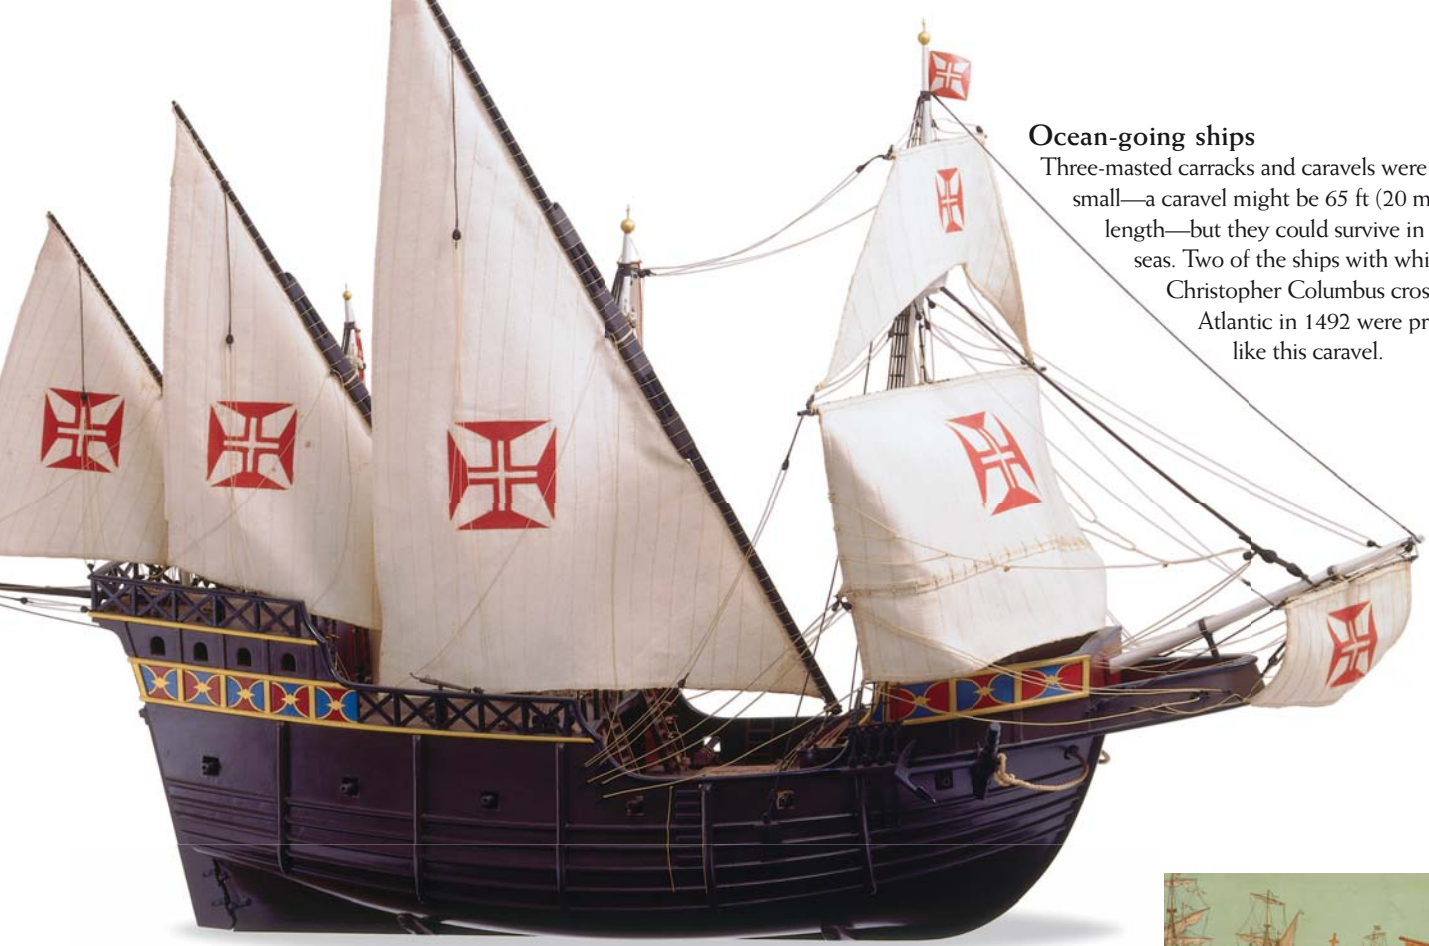 Ocean-going ships
Three-masted carracks and caravels were
small—a caravel might be 65 ft (20 m
length—but they could survive in
seas. Two of the ships with whi
Christopher Columbus cros
Atlantic in 1492 were pr
like this caravel.